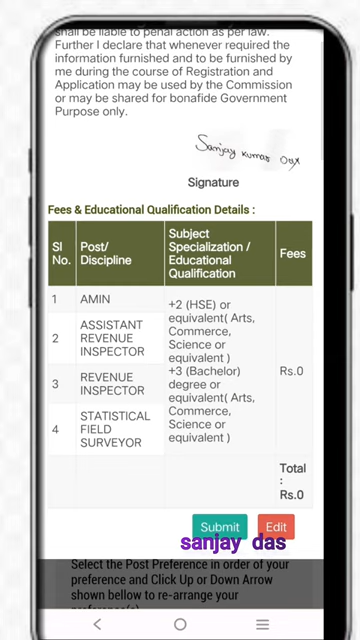 shall be liable to penal action as per law.
Further I declare that whenever required the
information furnished and to be furnished by
me during the course of Registration and
Application may be used by the Commission
or may be shared for bonafide Government
Purpose only.
Sanjay Kumar Das
Signature
Fees & Educational Qualification Details :
Sl No. Post/ Discipline Subject Specialization / Educational Qualification Fees
1 AMIN
2 ASSISTANT REVENUE INSPECTOR
3 REVENUE INSPECTOR
4 STATISTICAL FIELD SURVEYOR
+2 (HSE) or
equivalent( Arts,
Commerce,
Science or
equivalent )
+3 (Bachelor)
degree or
equivalent( Arts,
Commerce,
Science or
equivalent )
Rs.0
Total
:
Rs.0
Submit Edit
sanjay das
Select the Post Preference in order of your
preference and Click Up or Down Arrow
shown bellow to re-arrange your
preference(s)